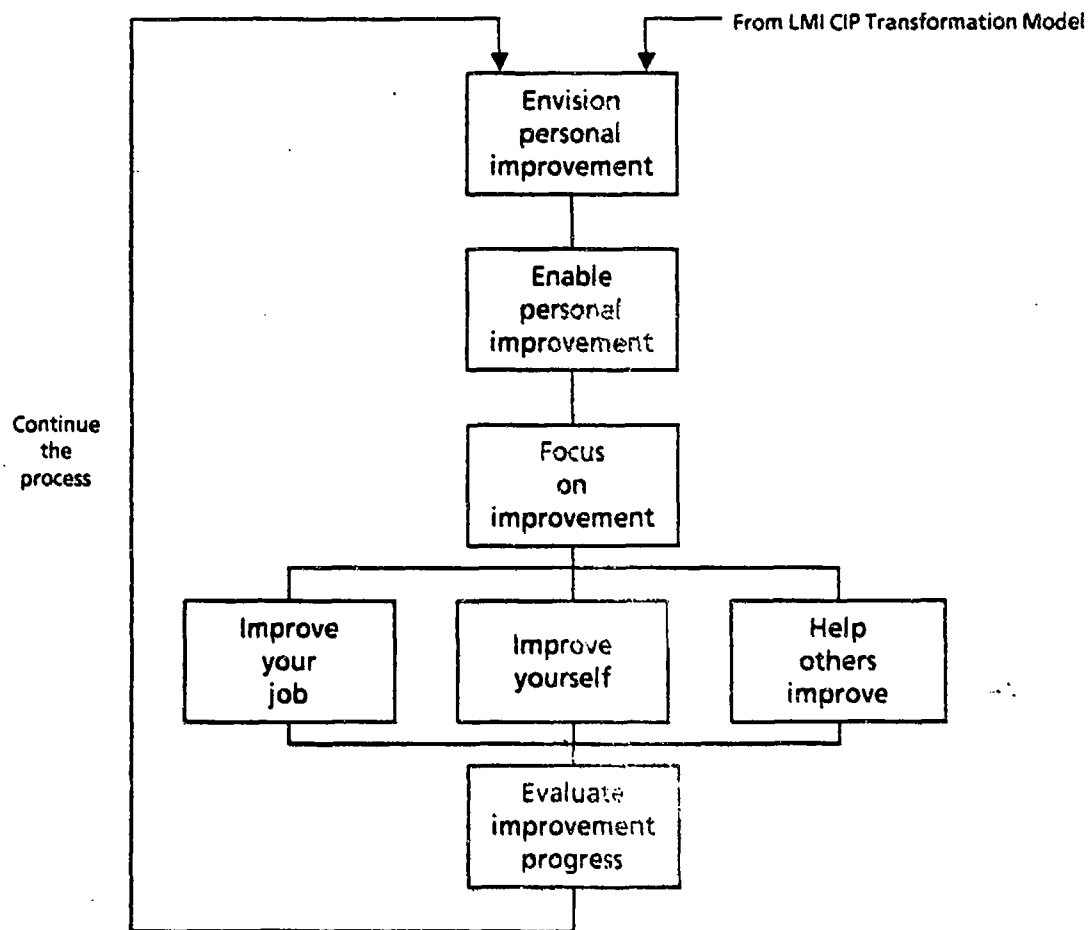 From LMI CIP Transformation Model
Envision
personal
improvement
Enable
personal
improvement
Continue
the
process
Focus
on
improvement
Improve
your
job
Improve
yourself
Help
others
improve
Evaluate
improvement
progress